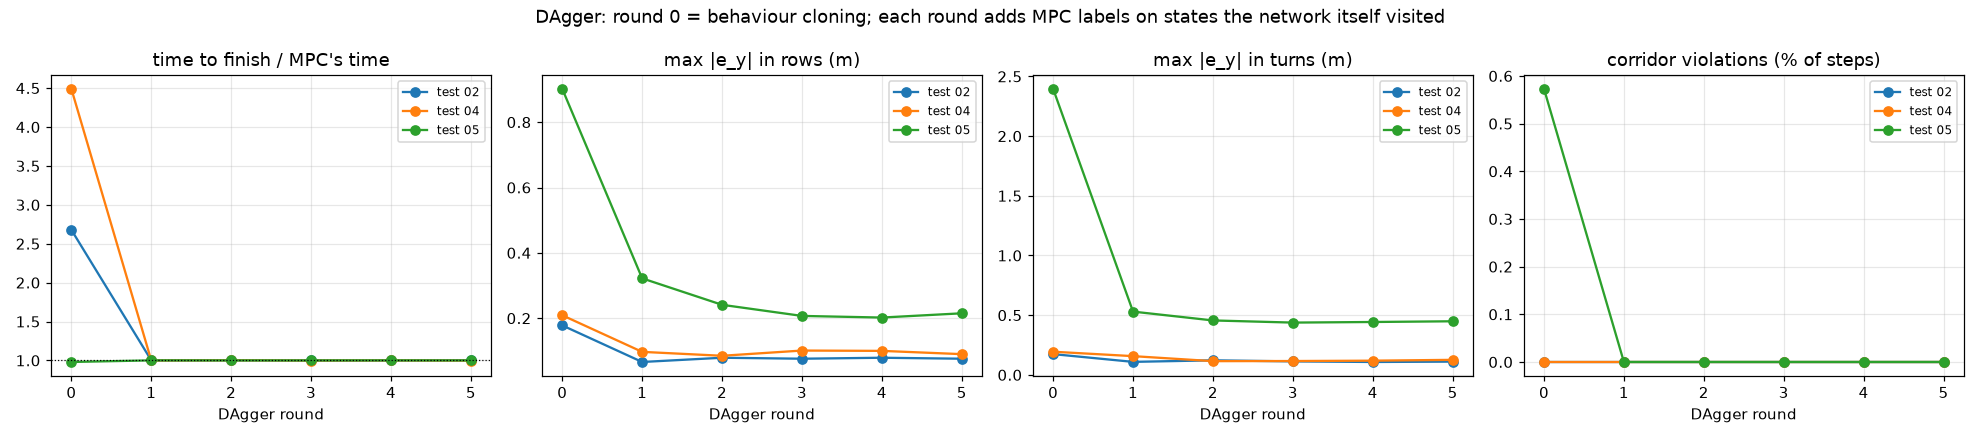 DAgger: round 0 = behaviour cloning; each round adds MPC labels on states the network itself visited
time to finish / MPC's time
4.5
4.0
3.5
3.0
2.5
2.0
1.5
1.0
test 02
test 04
test 05
0 1 2 3 4 5
DAgger round
max |e_y| in rows (m)
0.8
0.6
0.4
0.2
test 02
test 04
test 05
0 1 2 3 4 5
DAgger round
max |e_y| in turns (m)
2.5
2.0
1.5
1.0
0.5
0.0
test 02
test 04
test 05
0 1 2 3 4 5
DAgger round
corridor violations (% of steps)
0.6
0.5
0.4
0.3
0.2
0.1
0.0
test 02
test 04
test 05
0 1 2 3 4 5
DAgger round